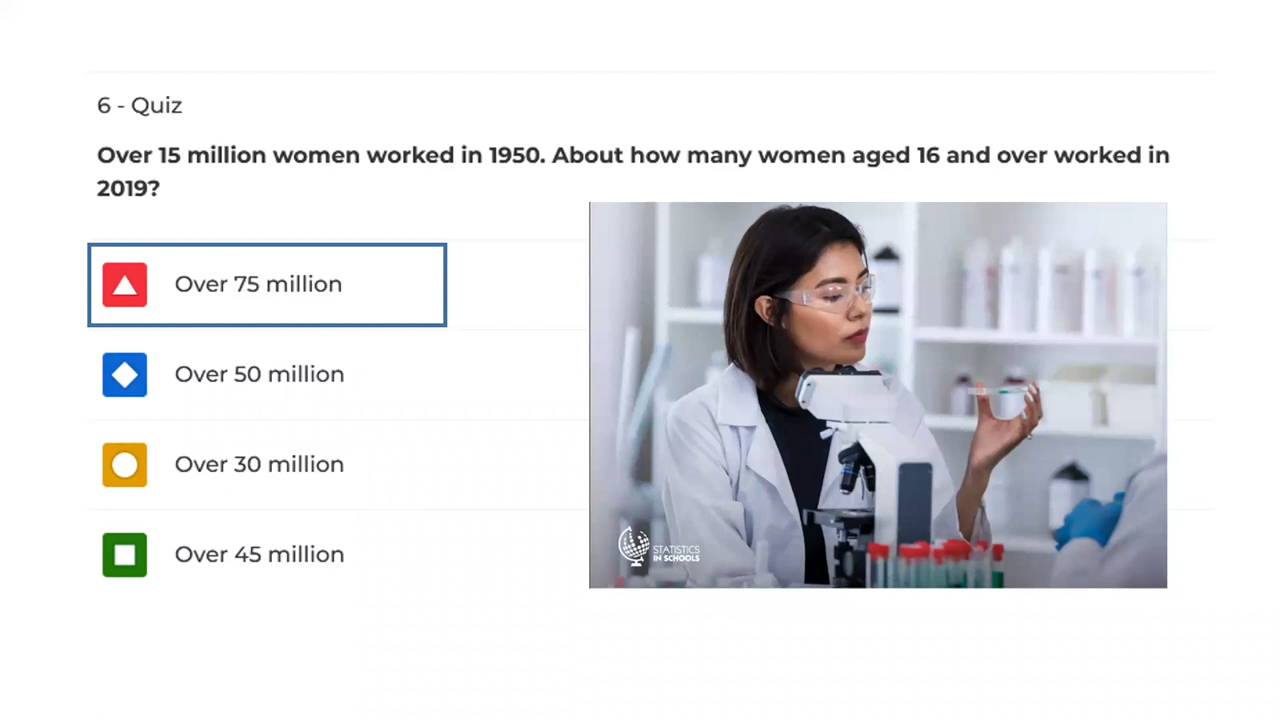 6 - Quiz
Over 15 million women worked in 1950. About how many women aged 16 and over worked in
2019?
Over 75 million
Over 50 million
Over 30 million
Over 45 million
STATISTICS
IN SCHOOLS